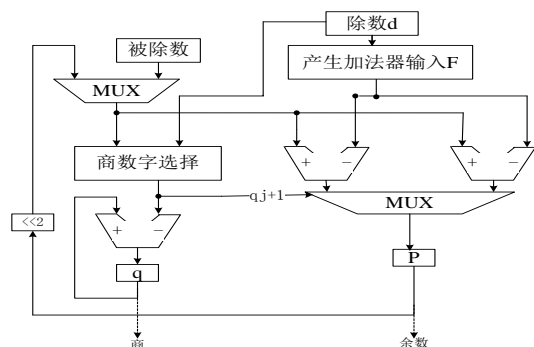 除数d
被除数
产生加法器输入F
MUX
商数字选择
+
-
+
-
qj+1
MUX
<<2
+
-
P
q
商
余数